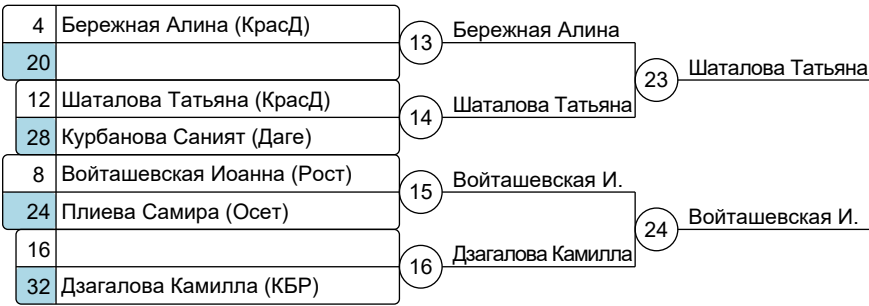 4 Бережная Алина (КрасД)
13 Бережная Алина
20
23 Шаталова Татьяна
12 Шаталова Татьяна (КрасД)
14 Шаталова Татьяна
28 Курбанова Саният (Даге)
8 Войташевская Иоанна (Рост)
15 Войташевская И.
24 Плиева Самира (Осет)
24 Войташевская И.
16
16 Дзагалова Камилла
32 Дзагалова Камилла (КБР)